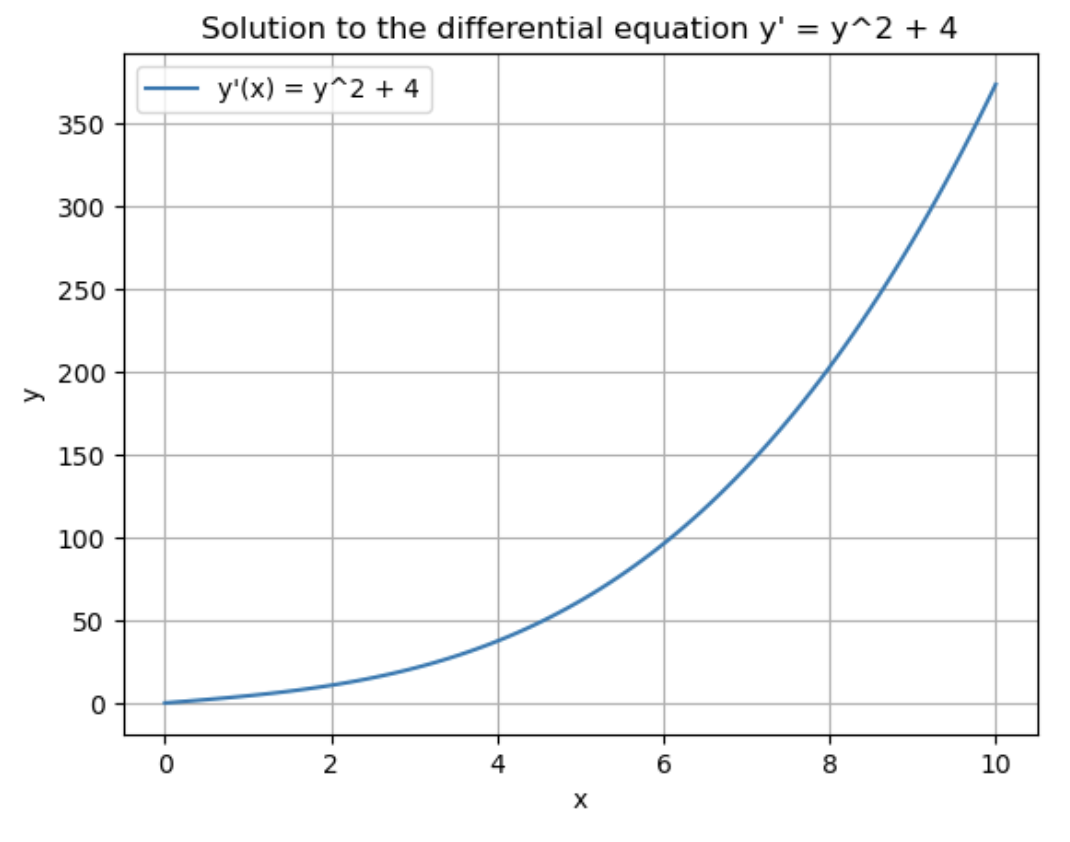 Solution to the differential equation y' = y^2 + 4
y'(x) = y^2 + 4
350
300
250
200
150
100
50
0
y
0 2 4 6 8 10
x